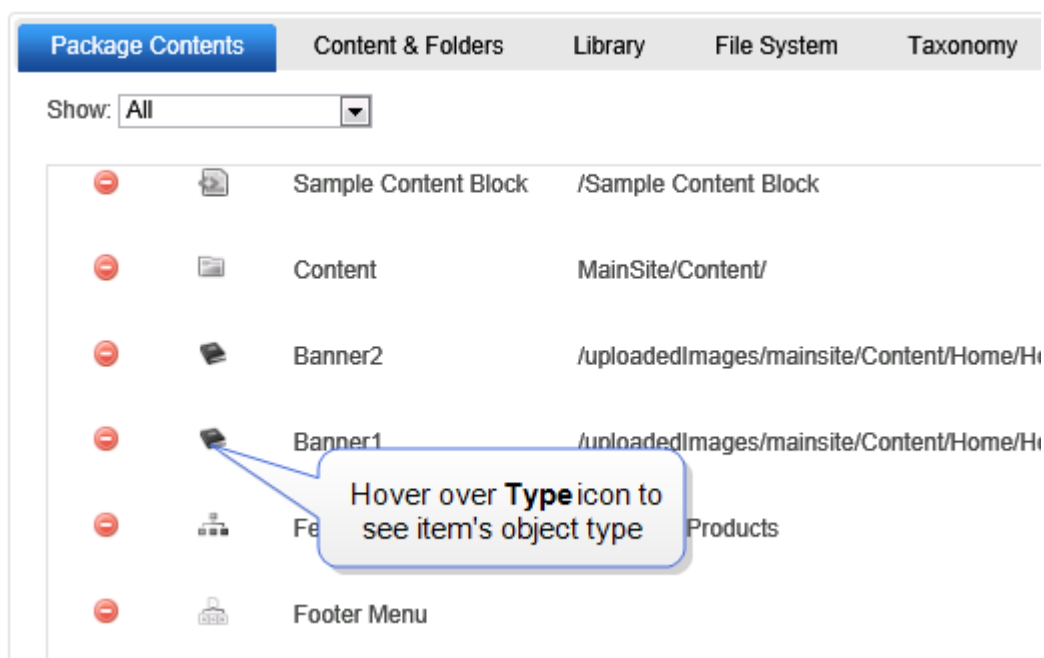 Package Contents Content & Folders Library File System Taxonomy
Show: All
Sample Content Block /Sample Content Block
Content MainSite/Content/
Banner2 /uploadedImages/mainsite/Content/Home/
Banner1 /uploadedImages/mainsite/Content/Home/
Hover over Type icon to
see item's object type
Products
Footer Menu